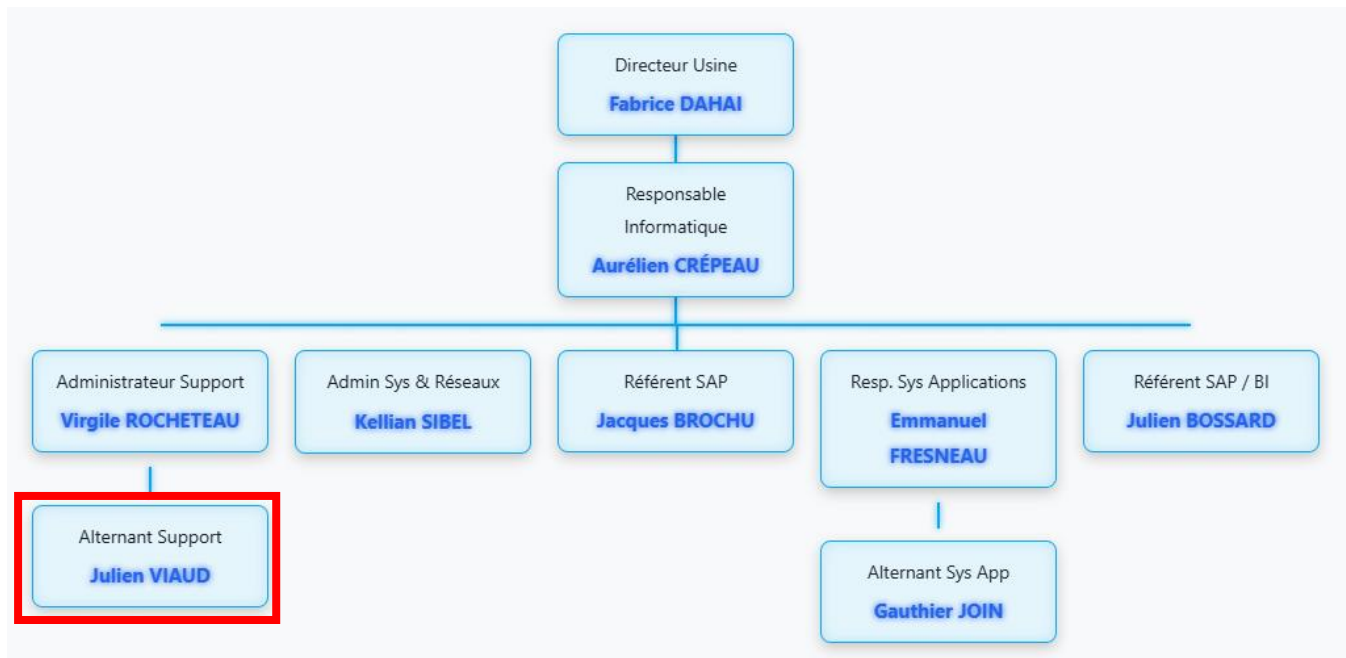 Directeur Usine
Fabrice DAHAI
Responsable
Informatique
Aurélien CRÉPEAU
Administrateur Support
Virgile ROCHETEAU
Admin Sys & Réseaux
Kellian SIBEL
Référent SAP
Jacques BROCHU
Resp. Sys Applications
Emmanuel
FRESNEAU
Référent SAP / BI
Julien BOSSARD
Alternant Support
Julien VIAUD
Alternant Sys App
Gauthier JOIN